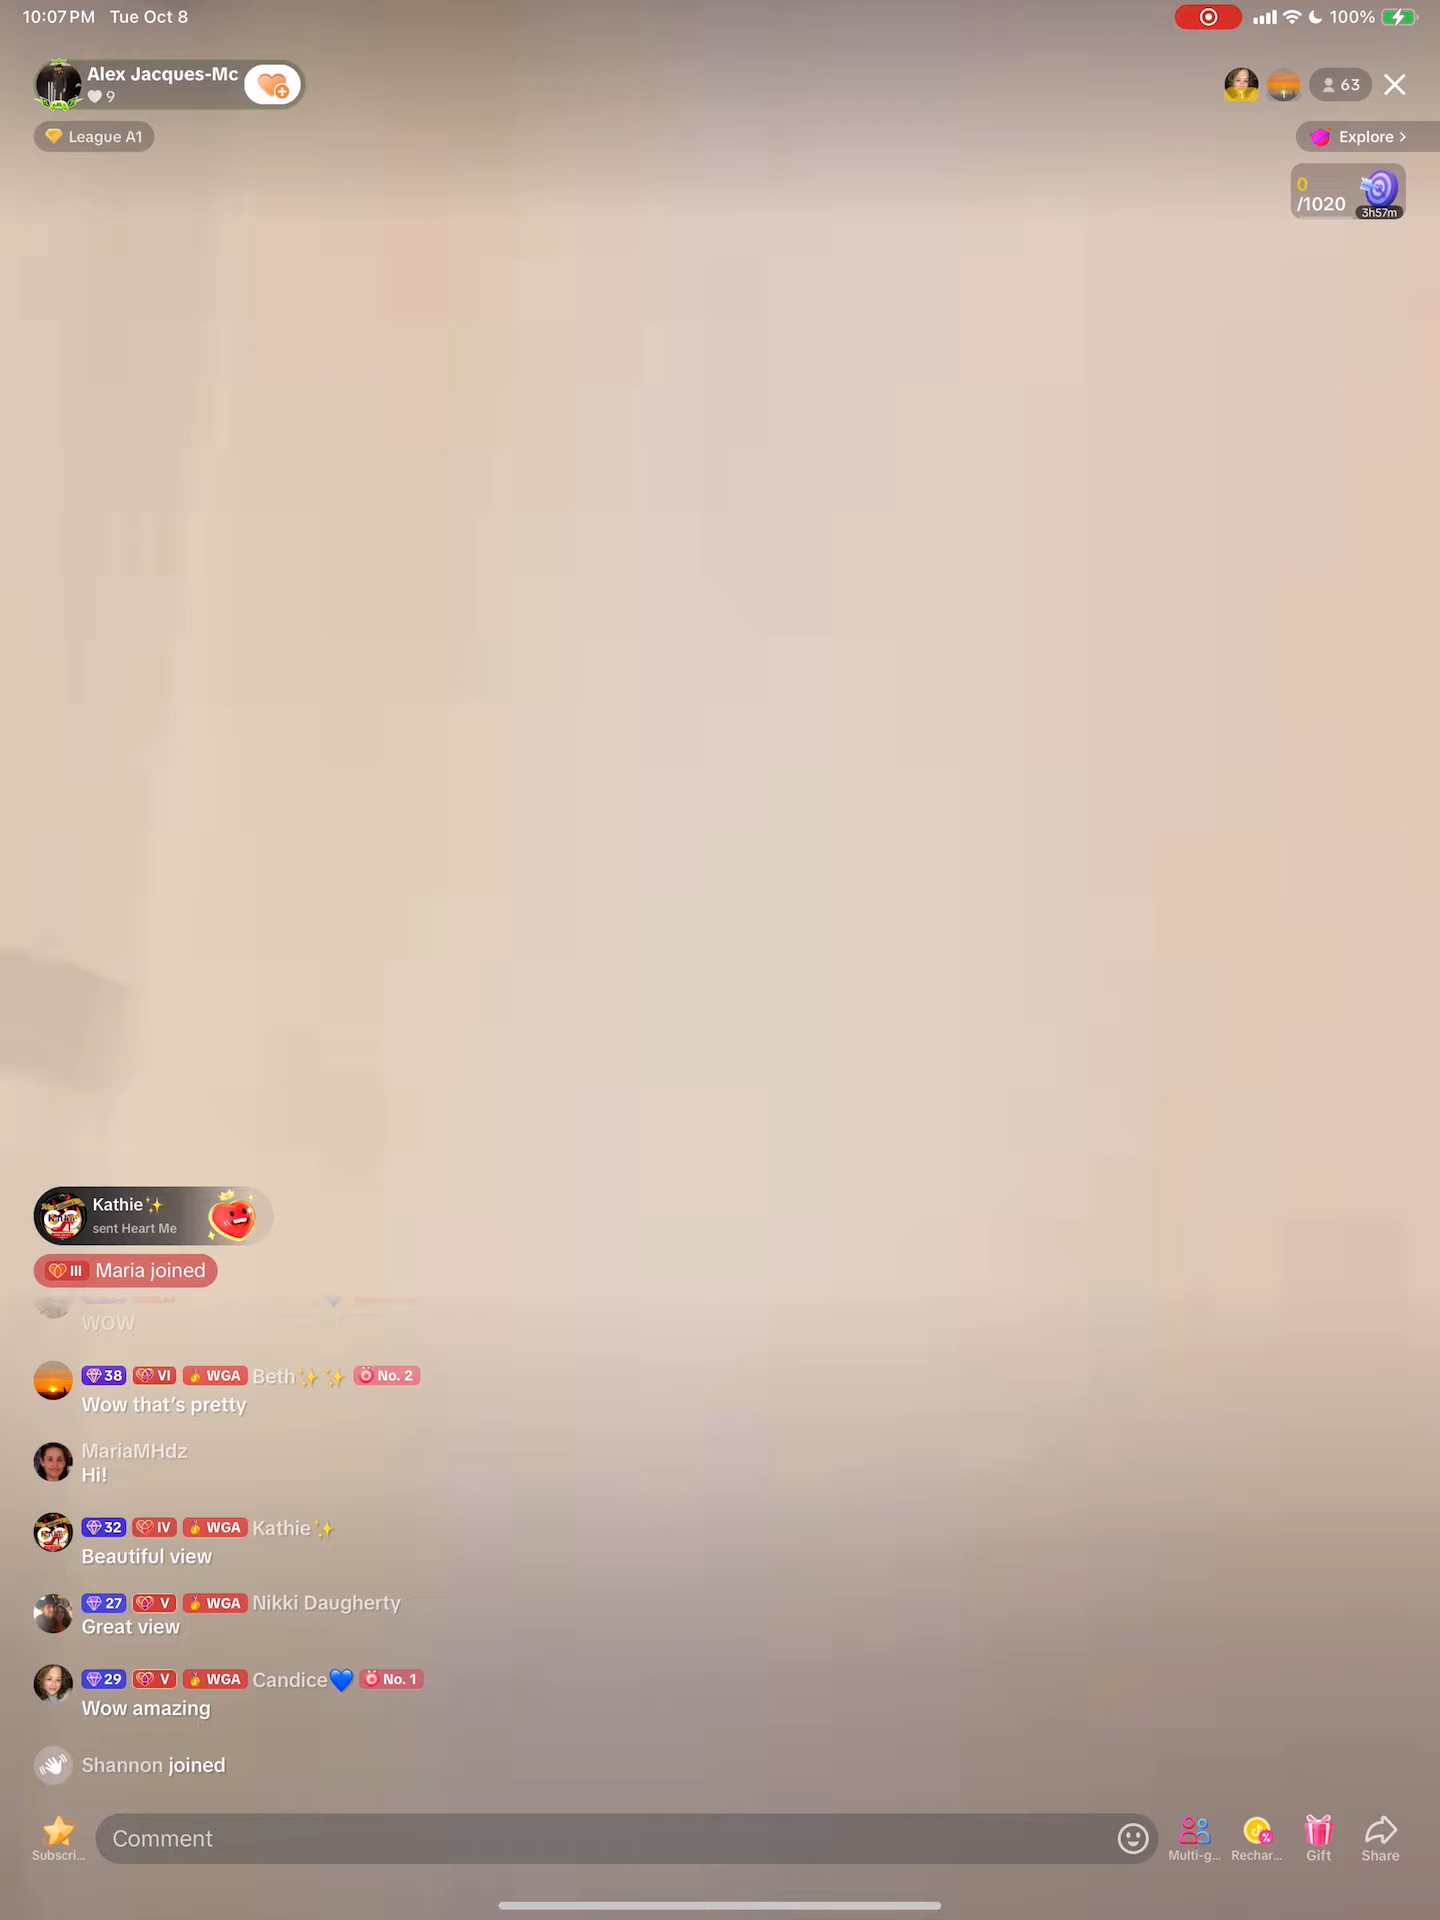 10:07 PM Tue Oct 8
100%
Alex Jacques-Mc
9
63
League A1
Explore >
0
/1020
3h57m
Kathie✨
sent Heart Me
III Maria joined
WOW
38 VI WGA Beth✨✨ No. 2
Wow that's pretty
MariaMHdz
Hi!
32 IV WGA Kathie✨
Beautiful view
27 V WGA Nikki Daugherty
Great view
29 V WGA Candice💙 No. 1
Wow amazing
Shannon joined
Comment
Subscri...
Multi-g...
Rechar...
Gift
Share